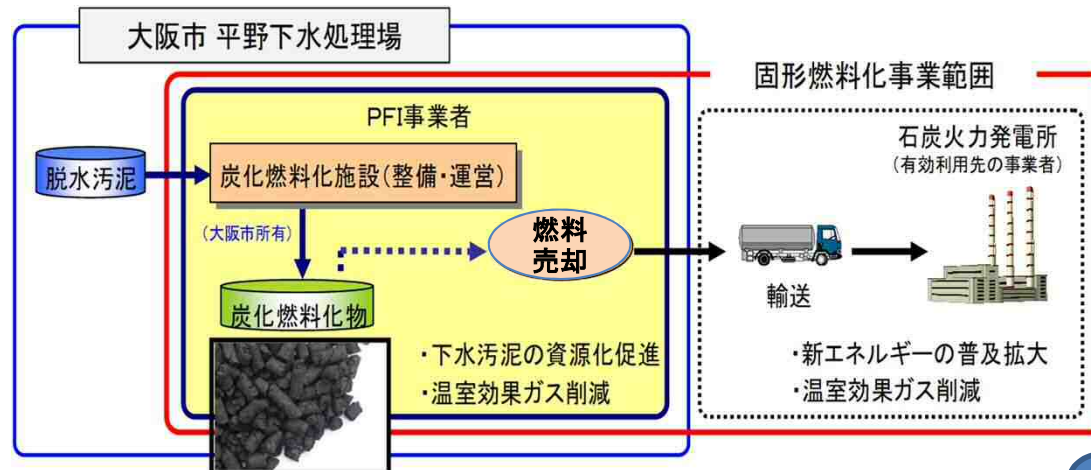 大阪市 平野下水処理場
固形燃料化事業範囲
PFI事業者
脱水汚泥
炭化燃料化施設(整備・運営)
(大阪市所有)
炭化燃料化物
燃料
売却
・下水汚泥の資源化促進
・温室効果ガス削減
石炭火力発電所
(有効利用先の事業者)
輸送
・新エネルギーの普及拡大
・温室効果ガス削減